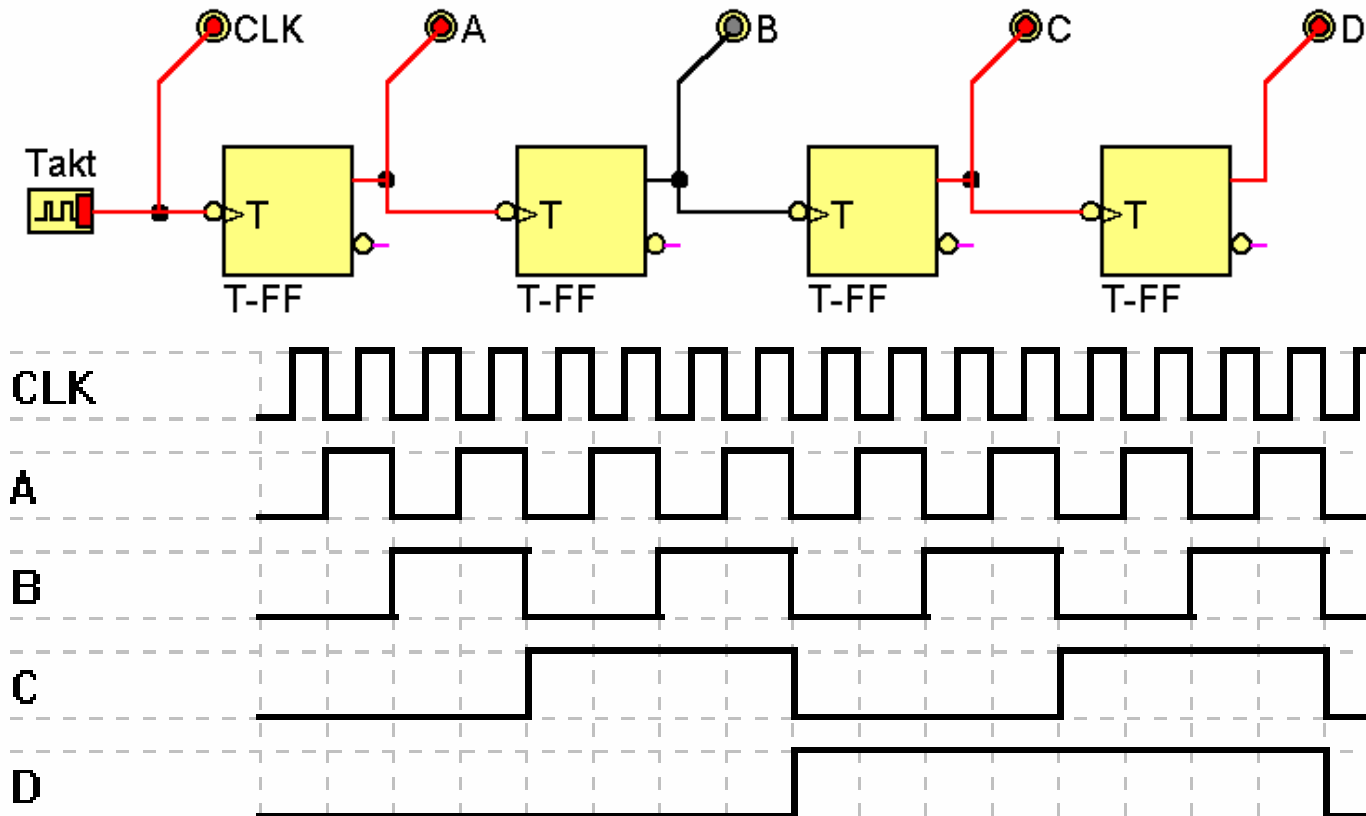 CLK A B C D
Takt
T T T T
T-FF T-FF T-FF T-FF
CLK
A
B
C
D